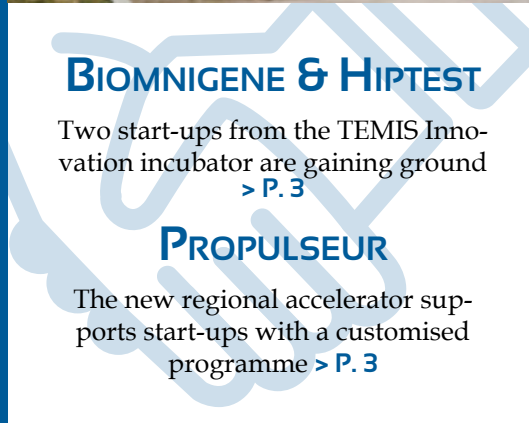 Biomnigene & Hiptest
Two start-ups from the TEMIS Inno-
vation incubator are gaining ground
> P. 3
Propulseur
The new regional accelerator sup-
ports start-ups with a customised
programme > P. 3